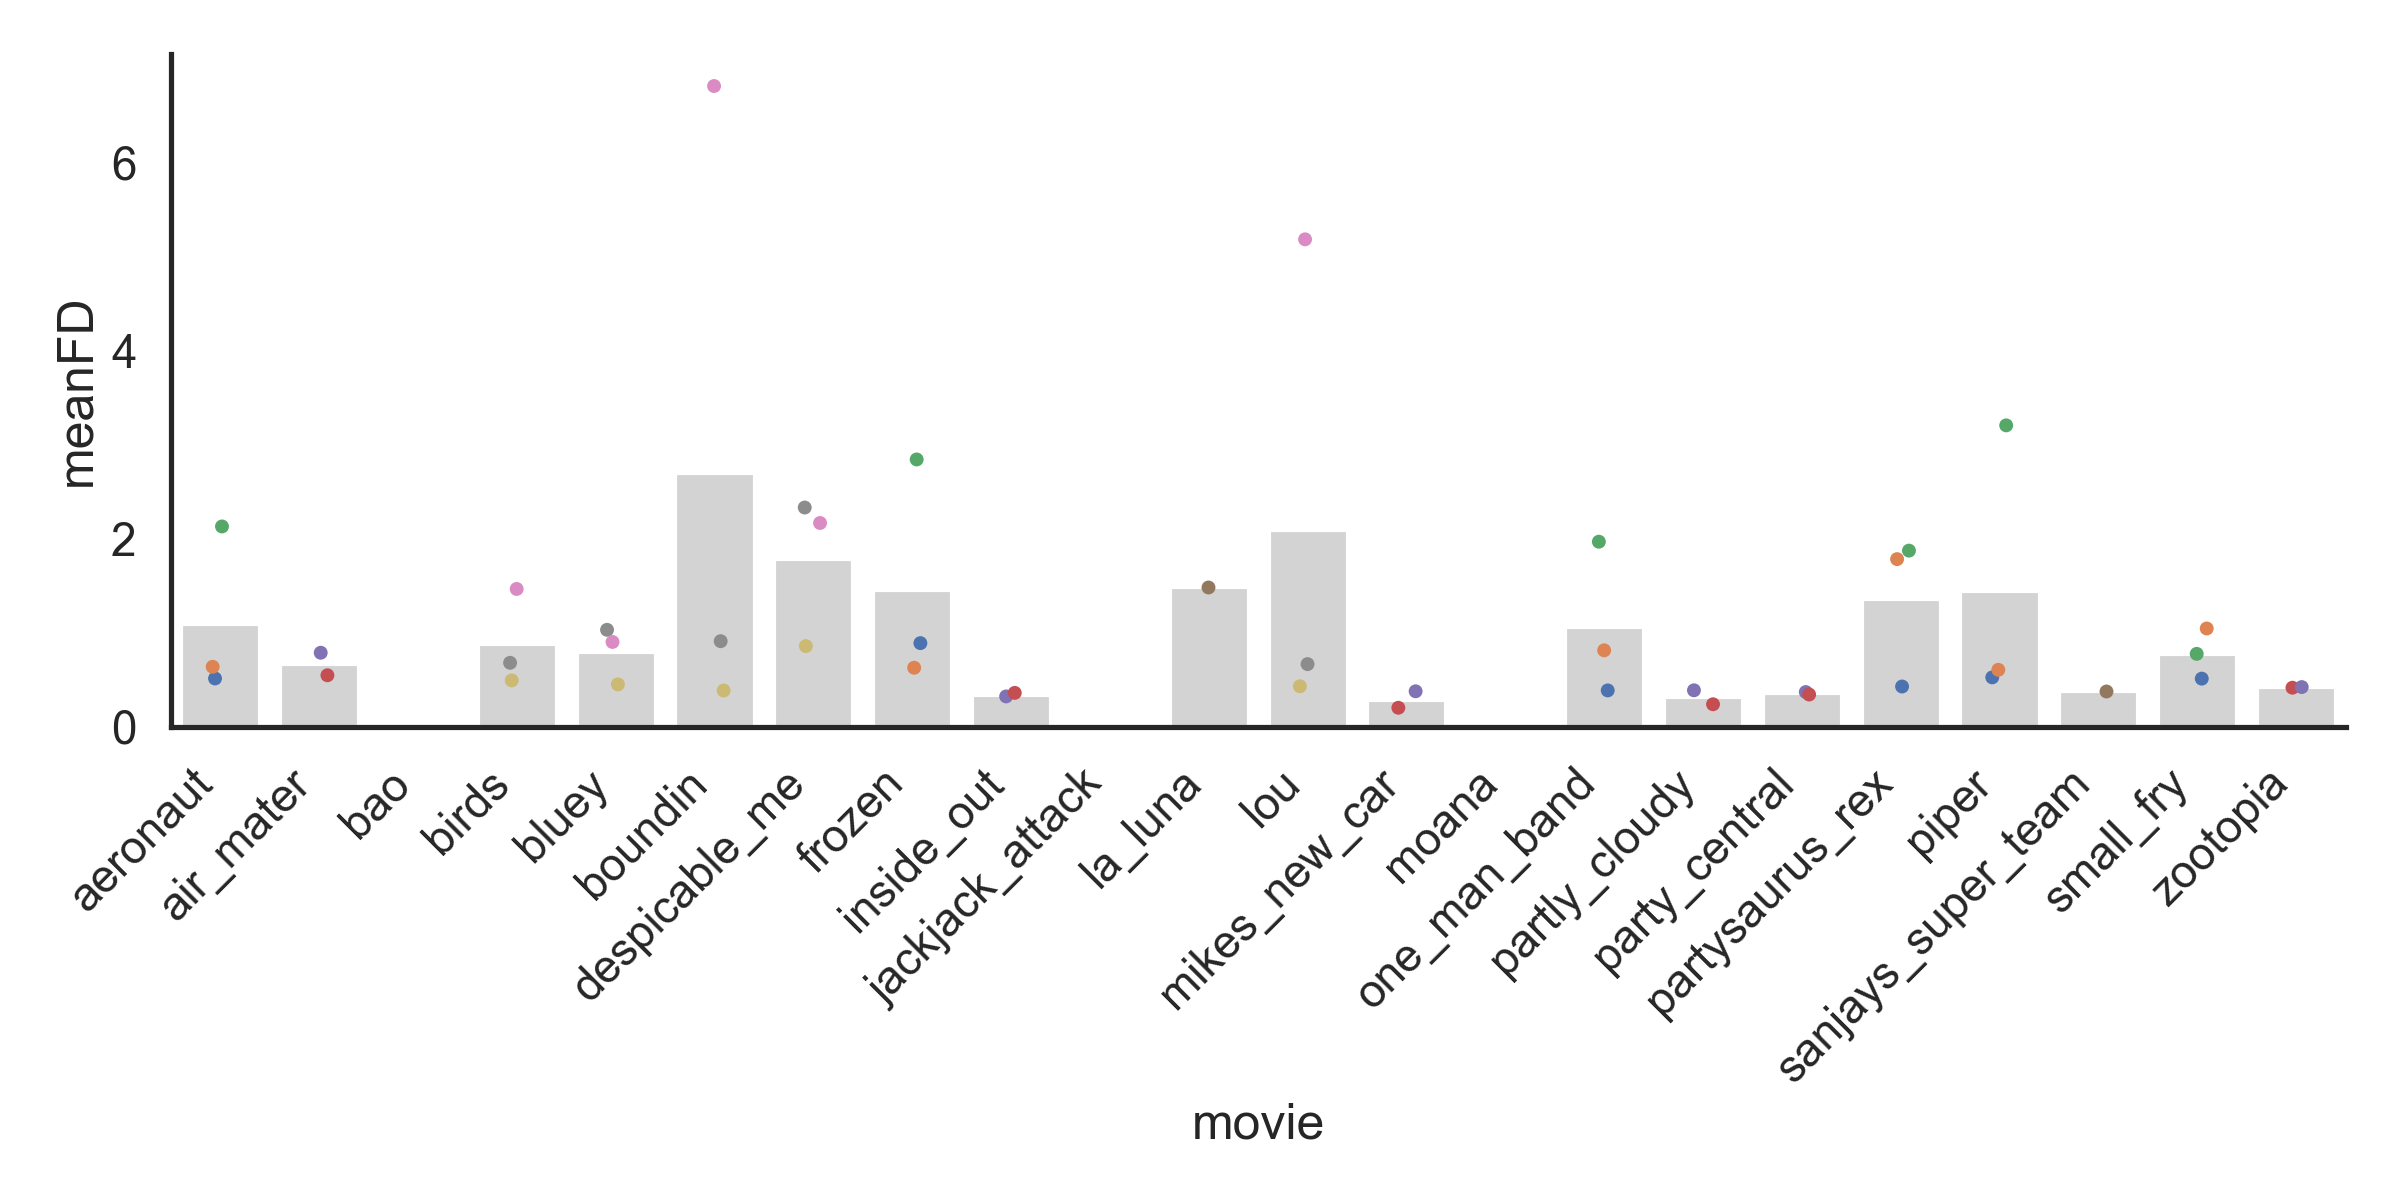 meanFD
6
4
2
0
aeronaut
air_mater
bao
birds
bluey
boundin
despicable_me
frozen
inside_out
jackjack_attack
la_luna
lou
mikes_new_car
moana
one_man_band
partly_cloudy
party_central
partysaurus_rex
piper
sanjays_super_team
small_fry
zootopia
movie